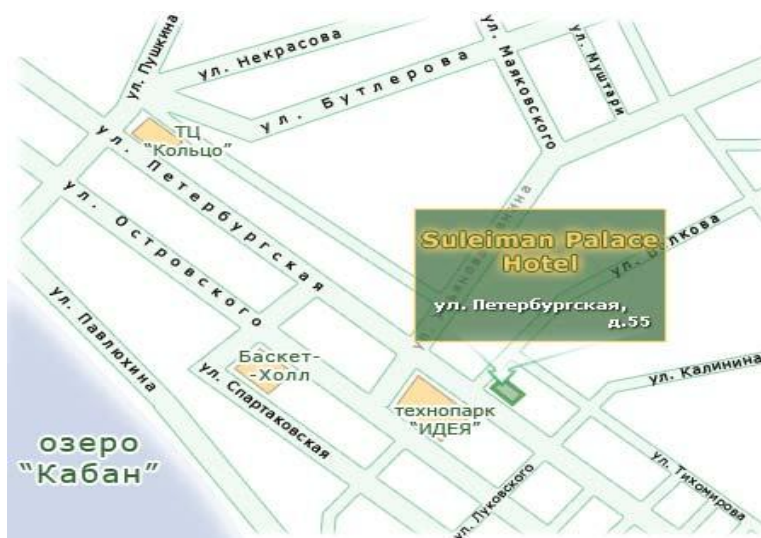 ул. Пушкина
ул. Некрасова
ул. Бутлерова
ул. Маяковского
ул. Муштари
ТЦ
“Кольцо”
ул. Петербургская
ул. Островского
ул. Павлюхина
Suleiman Palace
Hotel
ул. Петербургская,
д.55
Баскет-
-Холл
ул. Спартаковская
технопарк
“ИДЕЯ”
ул. Калинина
ул. Тихомирова
ул. Луковского
озеро
“Кабан”